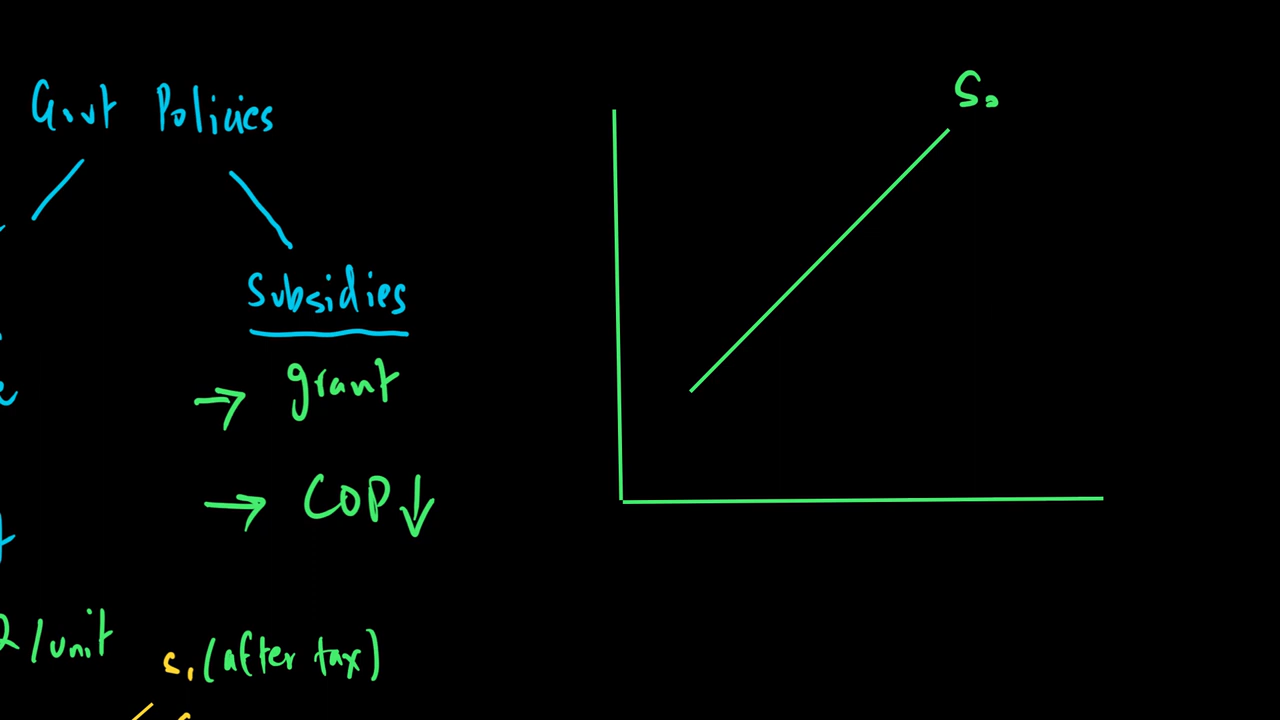 Govt Policies
S₀
Subsidies
→ grant
→ COP↓
/unit
S₁ (after tax)